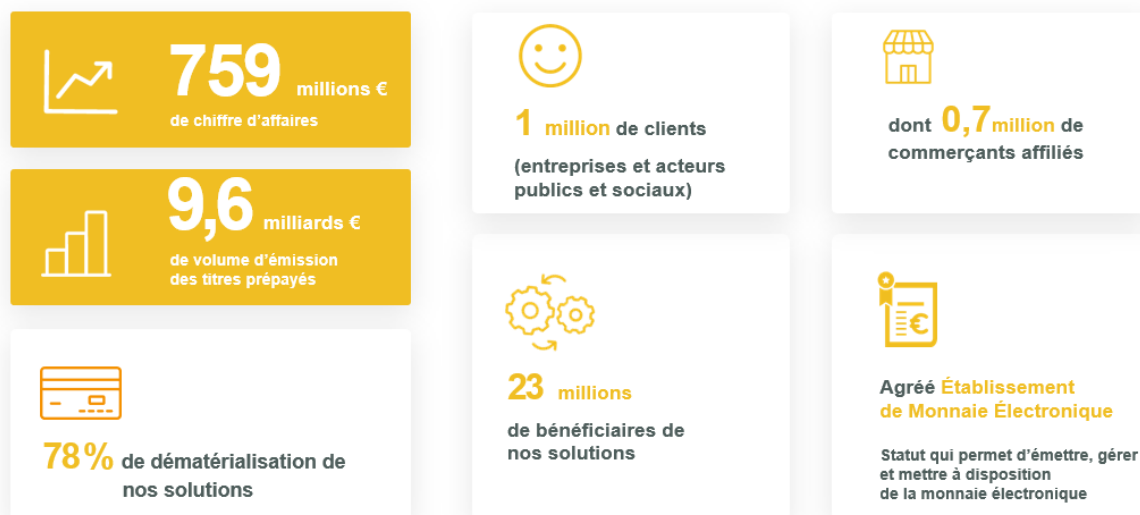 759 millions €
de chiffre d'affaires
9,6 milliards €
de volume d'émission
des titres prépayés
78% de dématérialisation de
nos solutions
1 million de clients
(entreprises et acteurs
publics et sociaux)
23 millions
de bénéficiaires de
nos solutions
dont 0,7 million de
commerçants affiliés
€
Agréé Établissement
de Monnaie Électronique
Statut qui permet d'émettre, gérer
et mettre à disposition
de la monnaie électronique